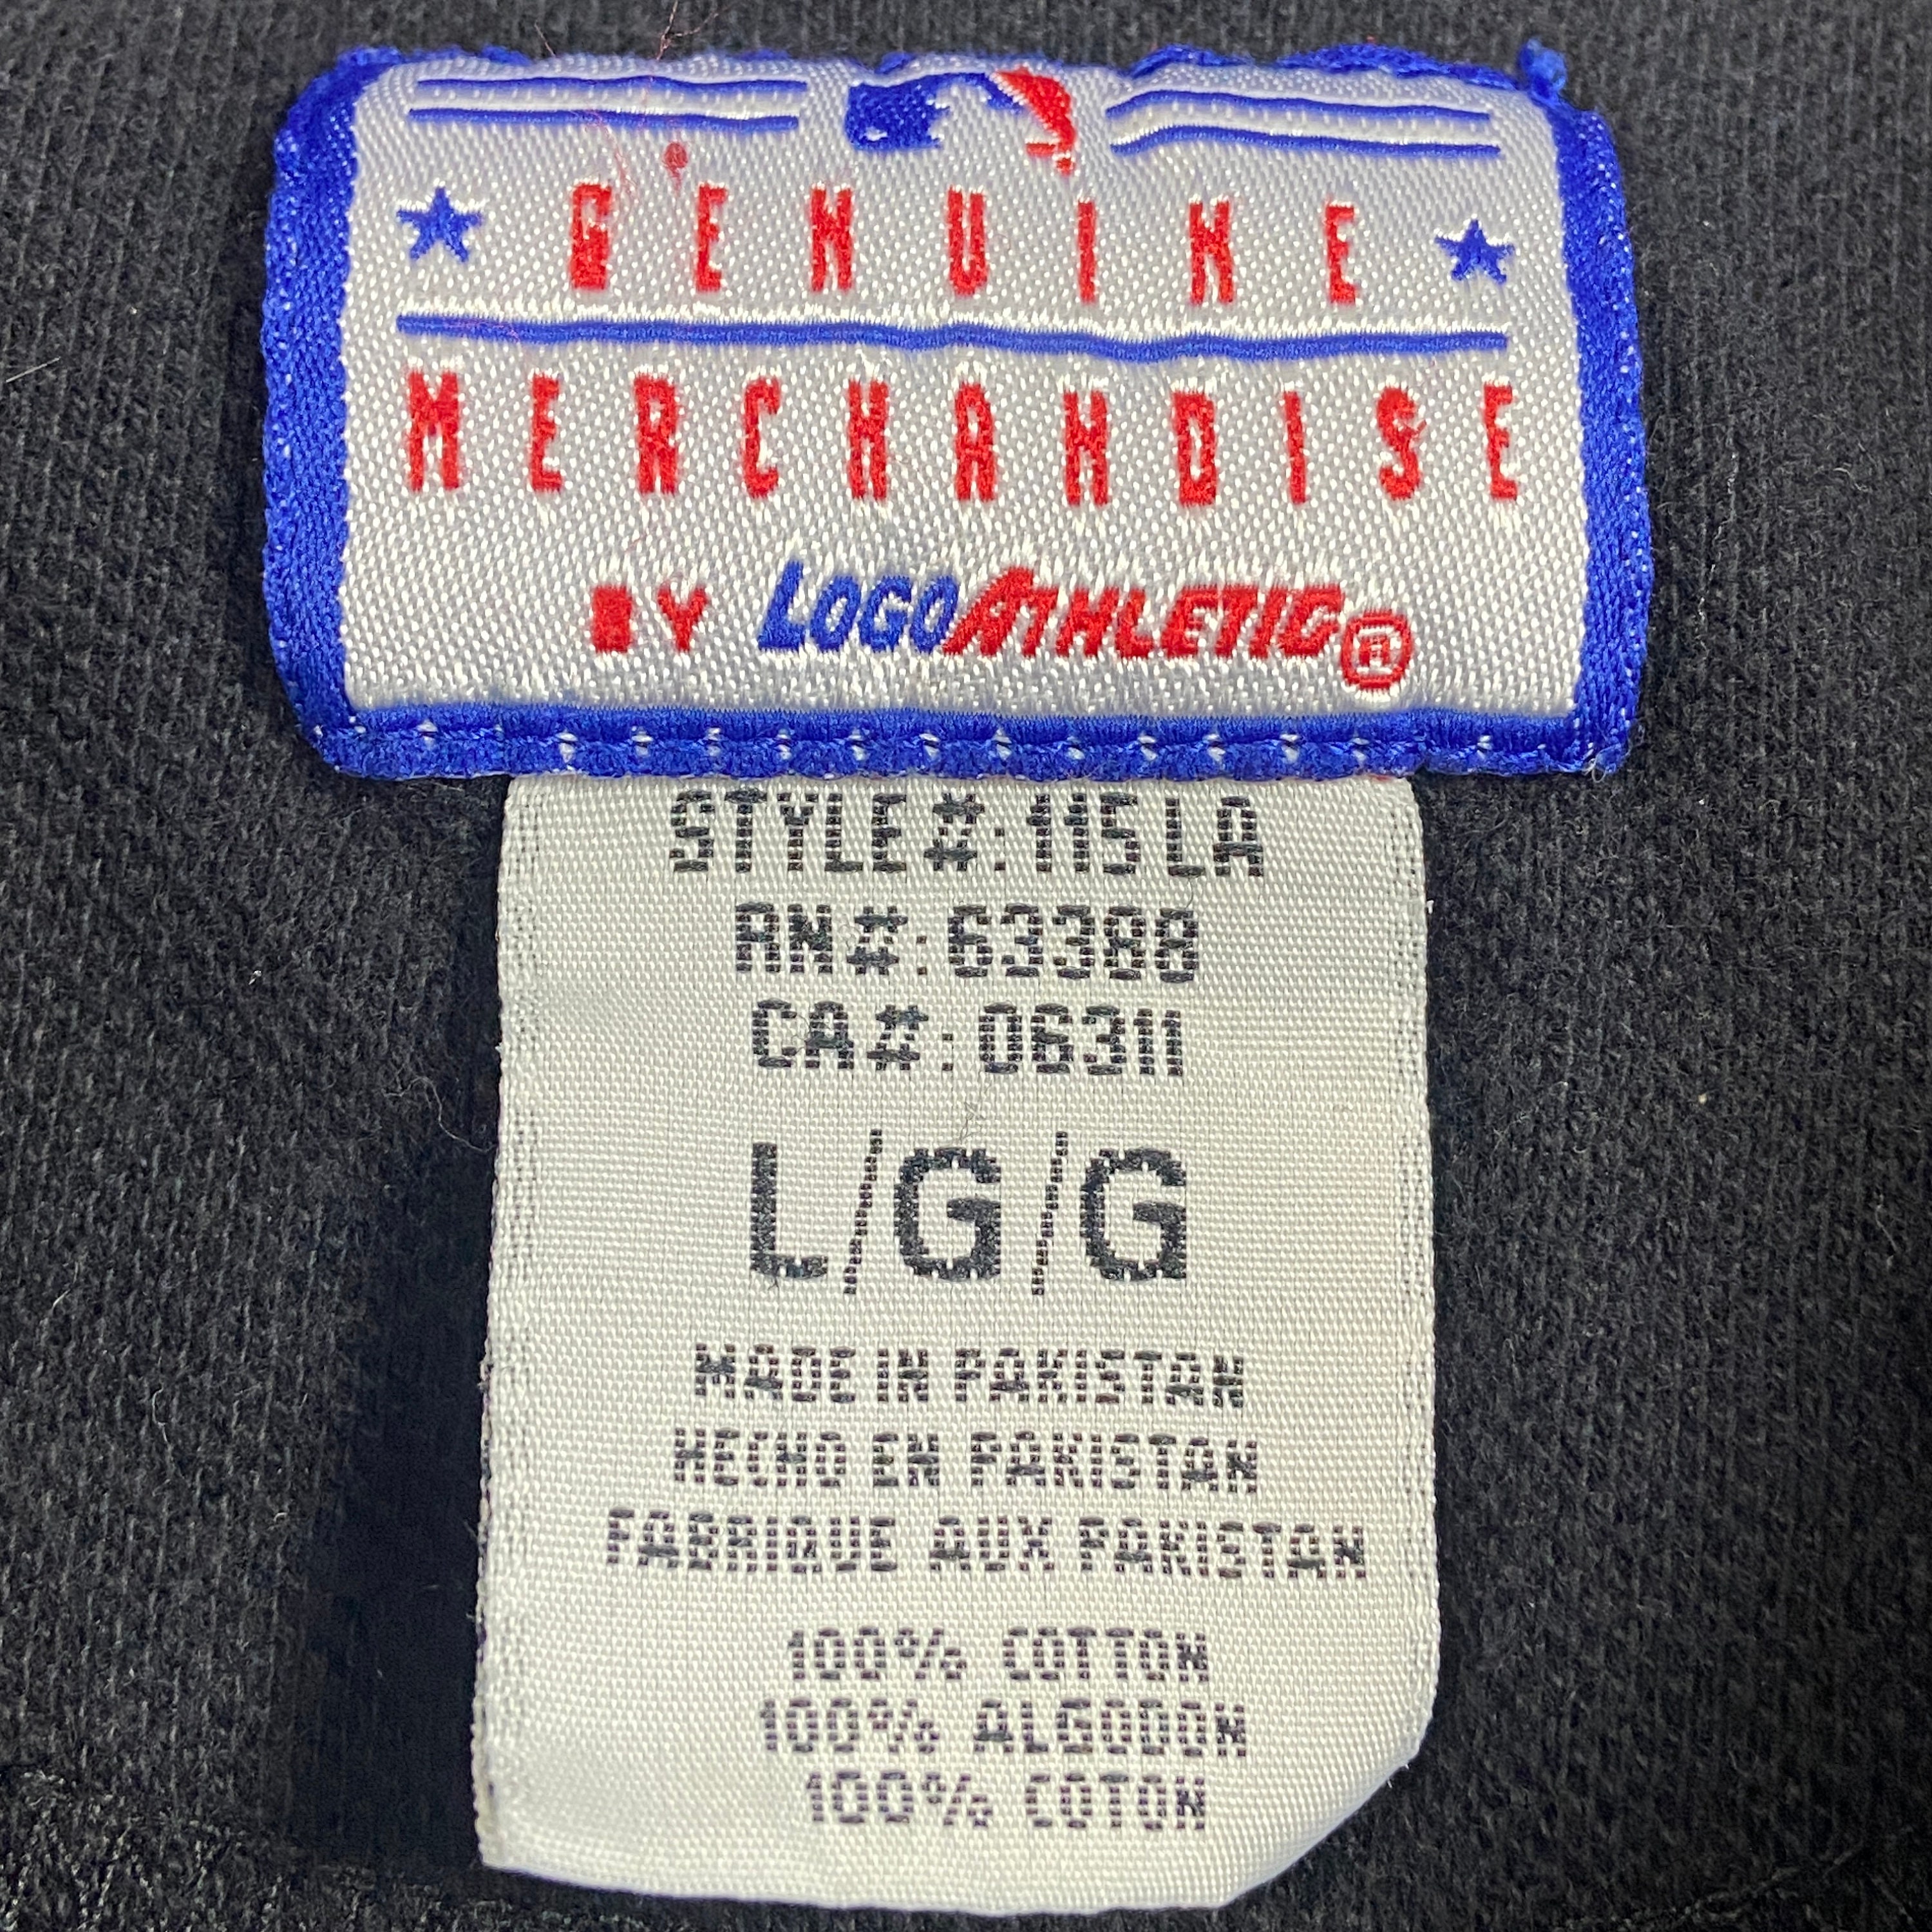 GENUINE
MERCHANDISE
BY LOGOATHLETIC®
STYLE#:115LA
RN#:63388
CA#:06311
L/G/G
MADE IN PAKISTAN
HECHO EN PAKISTAN
FABRIQUE AUX PAKISTAN
100% COTTON
100% ALGODON
100% COTON